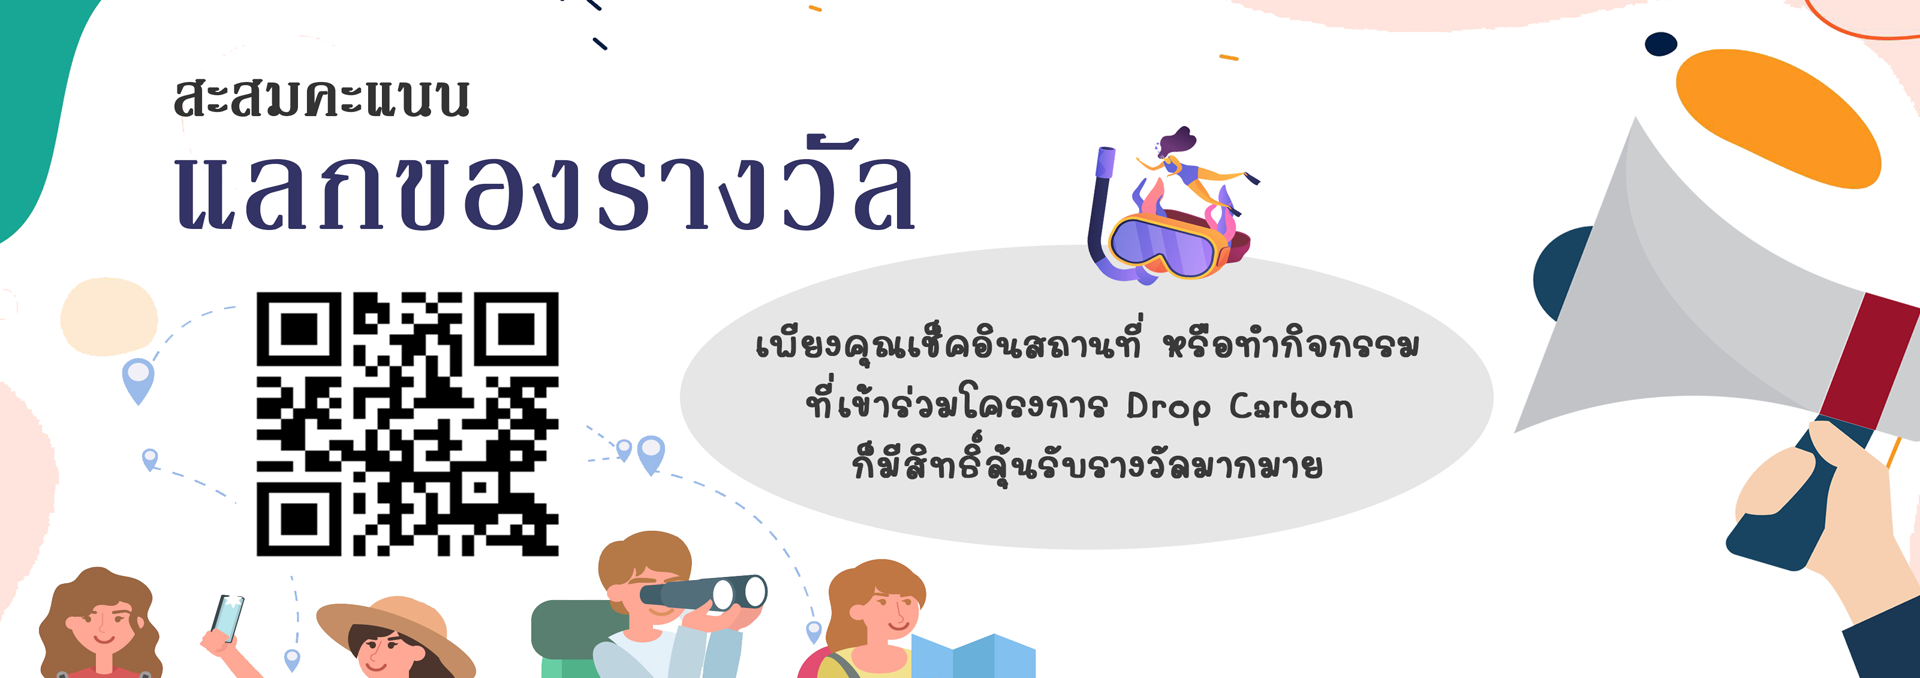 สะสมคะแนน
แลกของรางวัล
เพียงคุณเช็คอินสถานที่ หรือทำกิจกรรม
ที่เข้าร่วมโครงการ Drop Carbon
ก็มีสิทธิ์ลุ้นรับรางวัลมากมาย